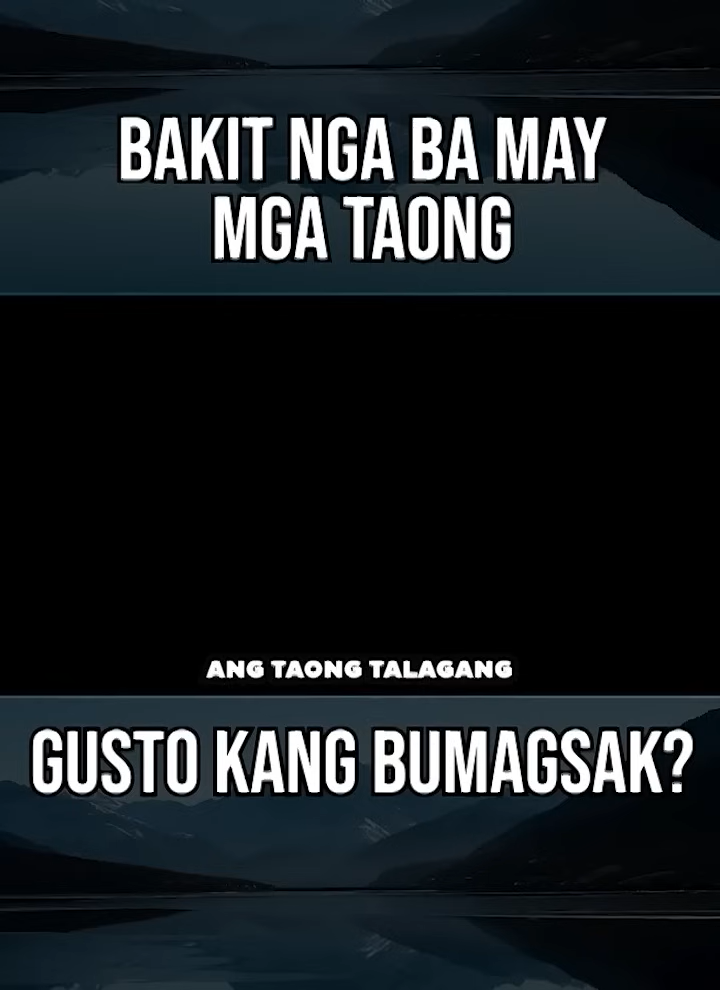 BAKIT NGA BA MAY
MGA TAONG
ANG TAONG TALAGANG
GUSTO KANG BUMAGSAK?